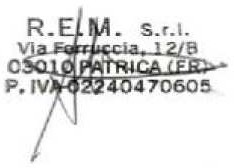 R.E.M. S.r.l.
Via Ferruccia, 12/B
03010 PATRICA (FR)
P. IVA 02240470605